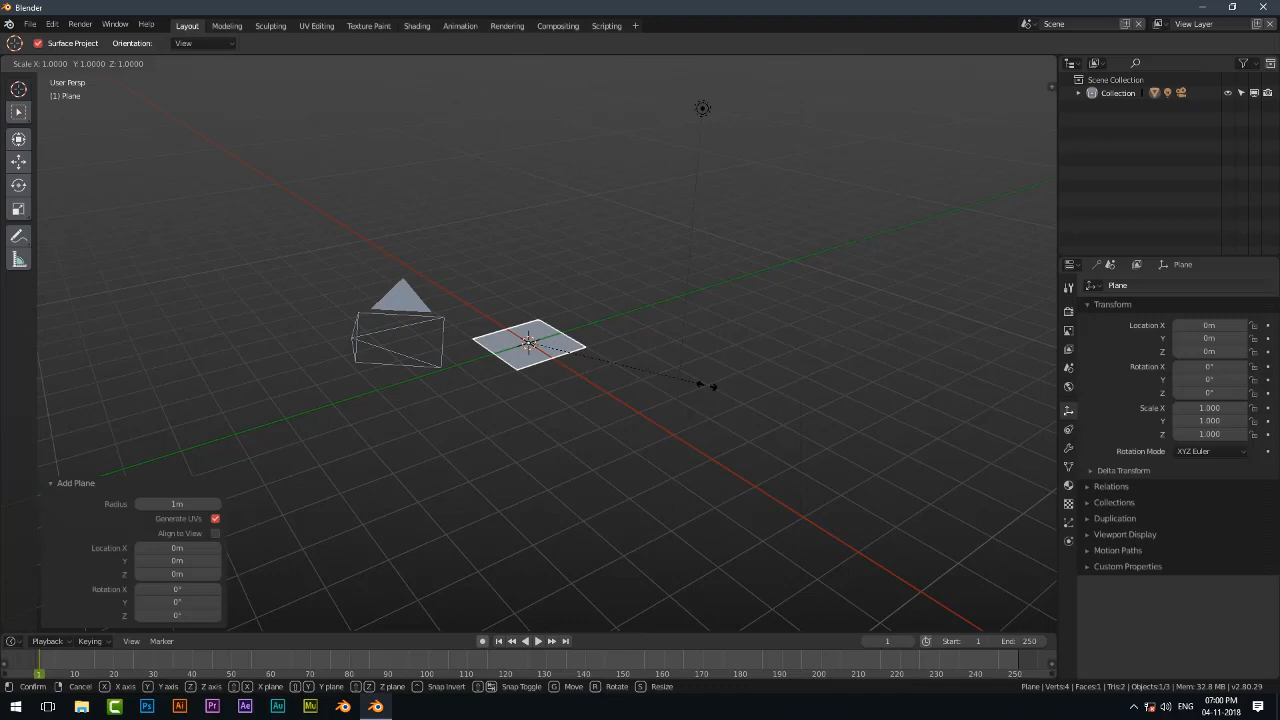 Blender
File Edit Render Window Help
Layout Modeling Sculpting UV Editing Texture Paint Shading Animation Rendering Compositing Scripting +
Scene
View Layer
Surface Project Orientation: View
Scale X: 1.0000 Y: 1.0000 Z: 1.0000
User Persp
(1) Plane
Scene Collection
Collection
Plane
Plane
Transform
Location X 0m
Y 0m
Z 0m
Rotation X 0°
Y 0°
Z 0°
Scale X 1.000
Y 1.000
Z 1.000
Rotation Mode XYZ Euler
Delta Transform
Relations
Collections
Duplication
Viewport Display
Motion Paths
Custom Properties
Add Plane
Radius 1m
Generate UVs
Align to View
Location X 0m
Y 0m
Z 0m
Rotation X 0°
Y 0°
Z 0°
Playback Keying View Marker
1 Start: 1 End: 250
1 10 20 30 40 50 60 70 80 90 100 110 120 130 140 150 160 170 180 190 200 210 220 230 240 250
Confirm Cancel X X axis Y Y axis Z Z axis X X plane Y Y plane Z Z plane Snap Invert Snap Toggle G Move R Rotate S Resize
Plane | Verts:4 | Faces:1 | Tris:2 | Objects:1/3 | Mem: 32.8 MB | v2.80.29
Ps Ai Pr Ae Au Mu
ENG
07:00 PM
04-11-2018